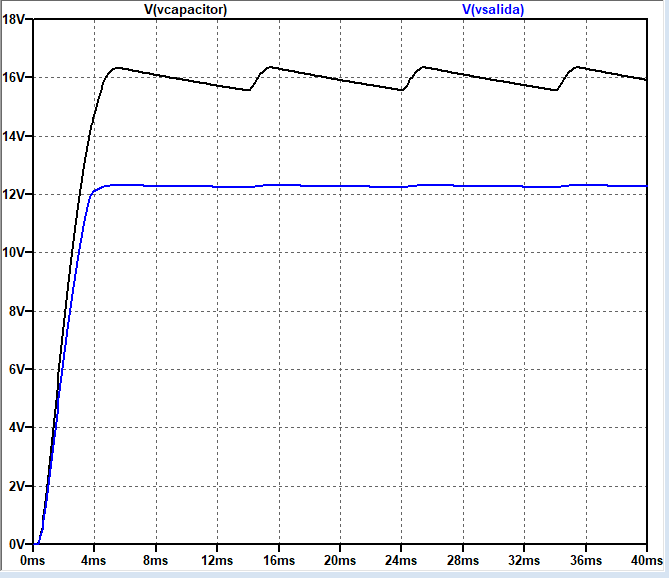 V(vcapacitor) V(vsalida)
18V
16V
14V
12V
10V
8V
6V
4V
2V
0V
0ms 4ms 8ms 12ms 16ms 20ms 24ms 28ms 32ms 36ms 40ms